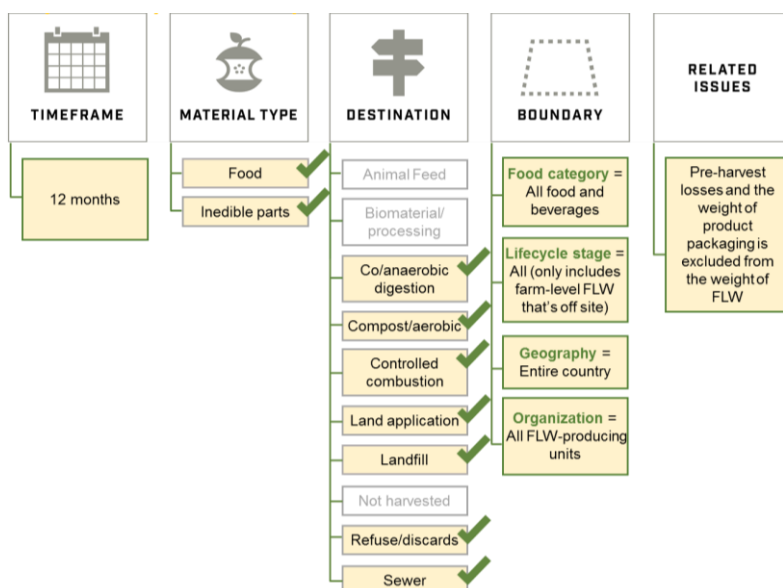 TIMEFRAME
12 months
MATERIAL TYPE
Food
Inedible parts
DESTINATION
Animal Feed
Biomaterial/
processing
Co/anaerobic
digestion
Compost/aerobic
Controlled
combustion
Land application
Landfill
Not harvested
Refuse/discards
Sewer
BOUNDARY
Food category =
All food and
beverages
Lifecycle stage =
All (only includes
farm-level FLW
that's off site)
Geography =
Entire country
Organization =
All FLW-producing
units
RELATED
ISSUES
Pre-harvest
losses and the
weight of
product
packaging is
excluded from
the weight of
FLW